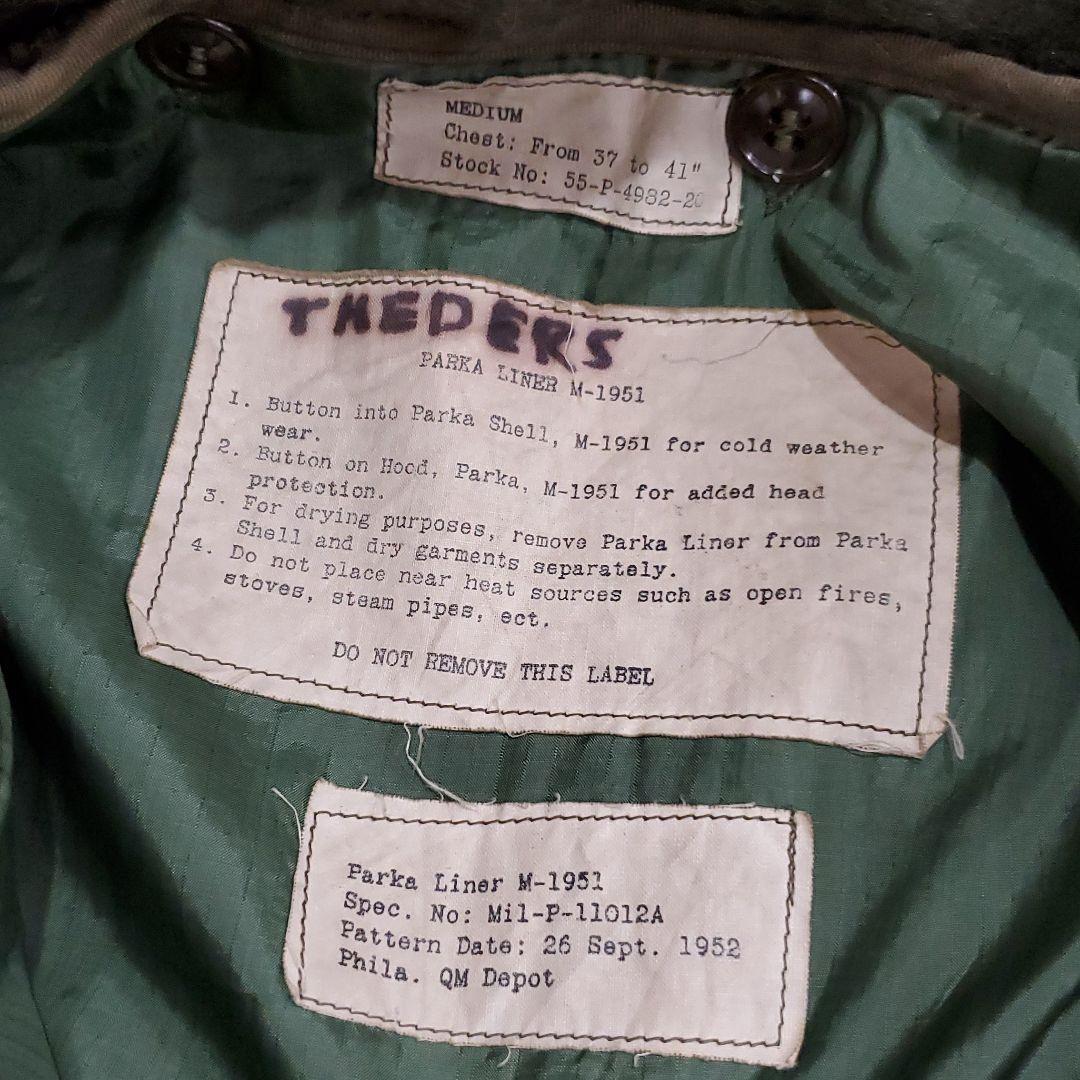 MEDIUM
Chest: From 37 to 41"
Stock No: 55-P-4982-20
THEDERS
PARKA LINER M-1951
1. Button into Parka Shell, M-1951 for cold weather
wear.
2. Button on Hood, Parka, M-1951 for added head
protection.
3. For drying purposes, remove Parka Liner from Parka
Shell and dry garments separately.
4. Do not place near heat sources such as open fires,
stoves, steam pipes, ect.
DO NOT REMOVE THIS LABEL
Parka Liner M-1951
Spec. No: Mil-P-11012A
Pattern Date: 26 Sept. 1952
Phila. QM Depot